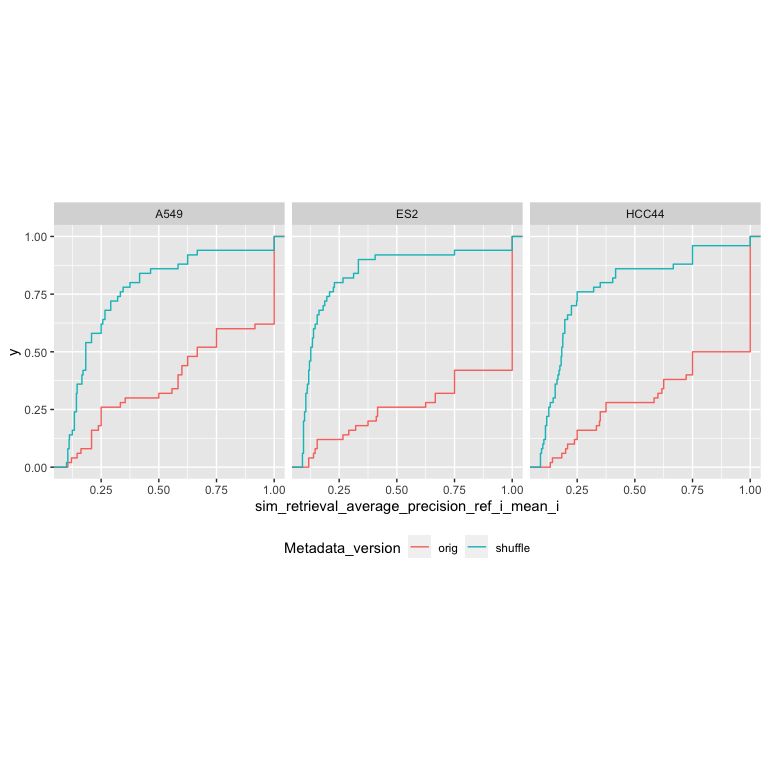 A549 ES2 HCC44
1.00
0.75
0.50
0.25
0.00
y
0.25 0.50 0.75 1.00 0.25 0.50 0.75 1.00 0.25 0.50 0.75 1.00
sim_retrieval_average_precision_ref_i_mean_i
Metadata_version orig shuffle